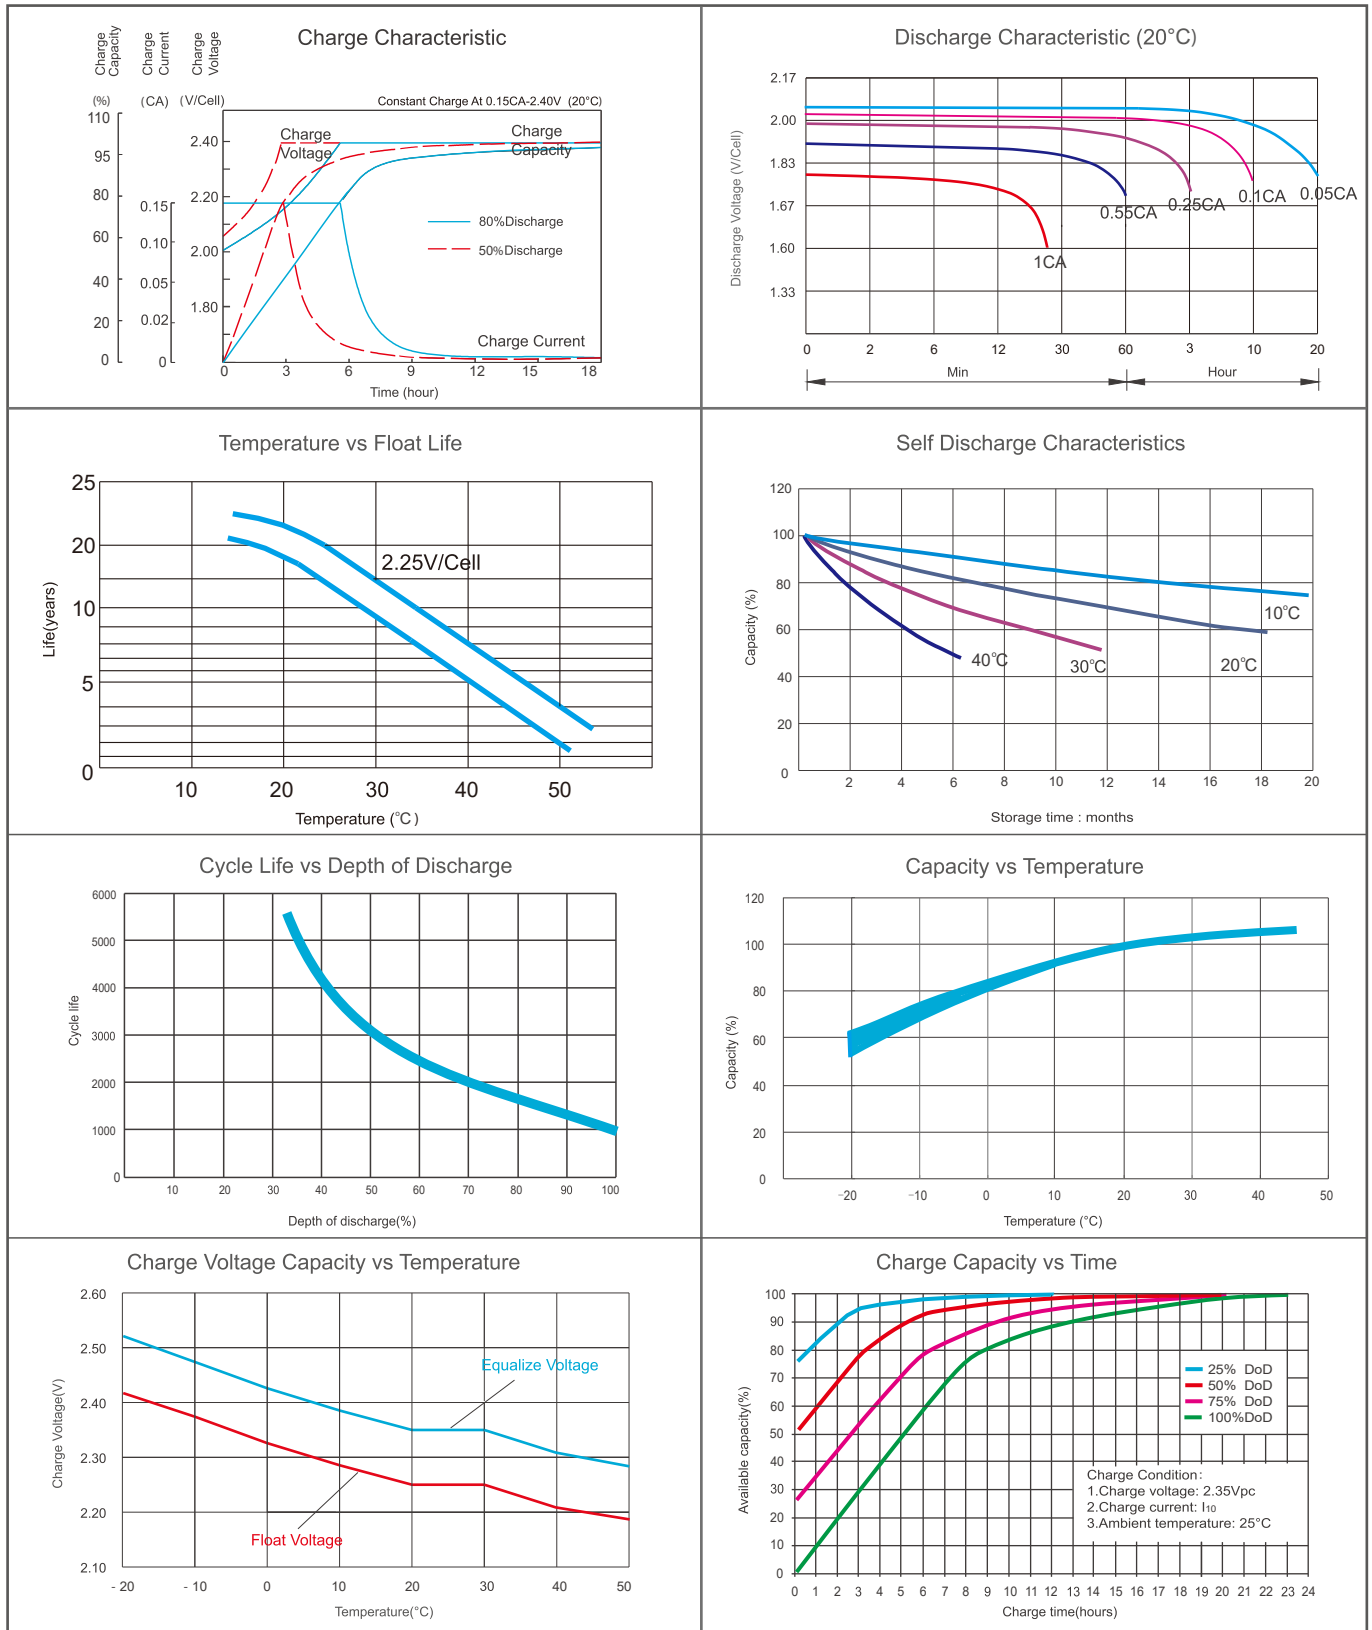 Charge Characteristic
Charge Capacity
Charge Current
Charge Voltage
(%)
(CA)
(V/Cell)
Constant Charge At 0.15CA-2.40V (20°C)
110
95
80
60
40
20
0
0.15
0.10
0.05
0.02
0
2.40
2.20
2.00
1.80
Charge
Voltage
Charge
Capacity
80%Discharge
50%Discharge
Charge Current
0 3 6 9 12 15 18
Time (hour)
Discharge Characteristic (20°C)
Discharge Voltage (V/Cell)
2.17
2.00
1.83
1.67
1.60
1.33
0.05CA
0.1CA
0.25CA
0.55CA
1CA
0 2 6 12 30 60 3 10 20
Min
Hour
Temperature vs Float Life
Life(years)
25
20
10
5
0
2.25V/Cell
10 20 30 40 50
Temperature (°C)
Self Discharge Characteristics
Capacity (%)
120
100
80
60
40
20
0
10°C
20°C
30°C
40°C
2 4 6 8 10 12 14 16 18 20
Storage time : months
Cycle Life vs Depth of Discharge
Cycle life
6000
5000
4000
3000
2000
1000
0
10 20 30 40 50 60 70 80 90 100
Depth of discharge(%)
Capacity vs Temperature
Capacity (%)
120
100
80
60
40
20
0
-20 -10 0 10 20 30 40 50
Temperature (°C)
Charge Voltage Capacity vs Temperature
Charge Voltage(V)
2.60
2.50
2.40
2.30
2.20
2.10
Equalize Voltage
Float Voltage
- 20 - 10 0 10 20 30 40 50
Temperature(°C)
Charge Capacity vs Time
Available capacity(%)
100
90
80
70
60
50
40
30
20
10
0
25% DoD
50% DoD
75% DoD
100%DoD
Charge Condition:
1.Charge voltage: 2.35Vpc
2.Charge current: I10
3.Ambient temperature: 25°C
0 1 2 3 4 5 6 7 8 9 10 11 12 13 14 15 16 17 18 19 20 21 22 23 24
Charge time(hours)